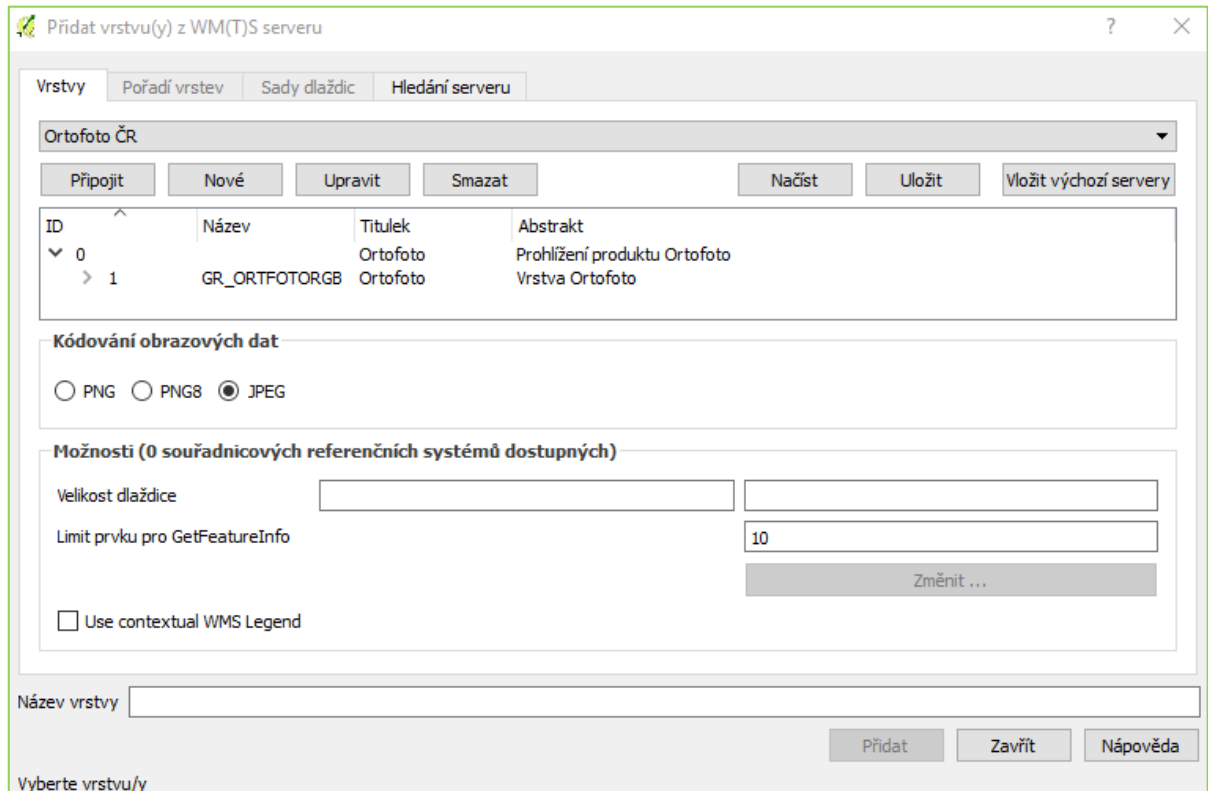 Přidat vrstvu(y) z WM(T)S serveru
Vrstvy Pořadí vrstev Sady dlaždic Hledání serveru
Ortofoto ČR
Připojit Nové Upravit Smazat Načíst Uložit Vložit výchozí servery
ID Název Titulek Abstrakt
0 Ortofoto Prohlížení produktu Ortofoto
1 GR_ORTFOTORGB Ortofoto Vrstva Ortofoto
Kódování obrazových dat
PNG PNG8 JPEG
Možnosti (0 souřadnicových referenčních systémů dostupných)
Velikost dlaždice
Limit prvku pro GetFeatureInfo 10
Změnit ...
Use contextual WMS Legend
Název vrstvy
Přidat Zavřít Nápověda
Vyberte vrstvu/y